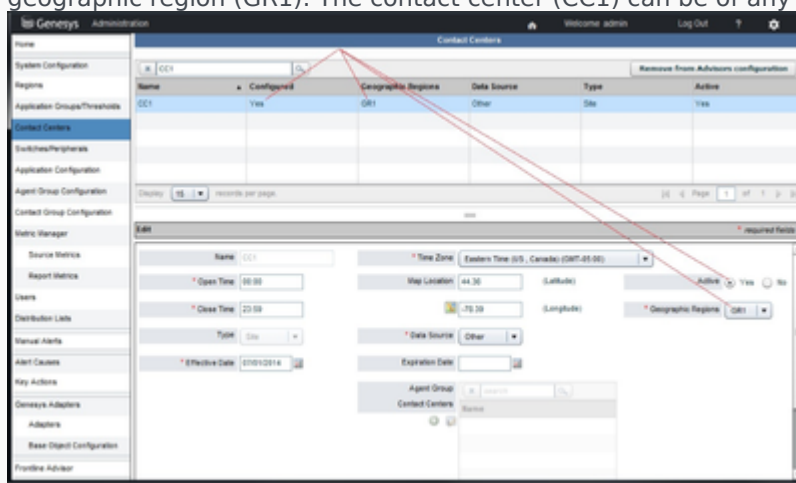 geographic region (GR1). The contact center (CC1) can be of any
Genesys Administration Welcome admin Log Out ?
Home
Contact Centers
System Configuration
CC1
Remove from Advisors configuration
Regions
Name Configured Geographic Regions Data Source Type Active
Application Groups/Thresholds
CC1 Yes GR1 Other Site Yes
Contact Centers
Switches/Peripherals
Application Configuration
Agent Group Configuration
Display 15 records per page. Page 1 of 1
Contact Group Configuration
Metric Manager
Edit * required fields
Source Metrics
Name CC1 * Time Zone Eastern Time (US , Canada) (GMT-05:00)
Report Metrics
* Open Time 00:00 Map Location 44.36 (Latitude) Active Yes No
Users
* Close Time 23:59 -78.39 (Longitude) * Geographic Regions GR1
Distribution Lists
Manual Alerts
Type Site * Data Source Other
Alert Causes
* Effective Date 07/01/2014 Expiration Date
Key Actions
Agent Group search
Genesys Adapters
Contact Centers Name
Adapters
Base Object Configuration
Frontline Advisor